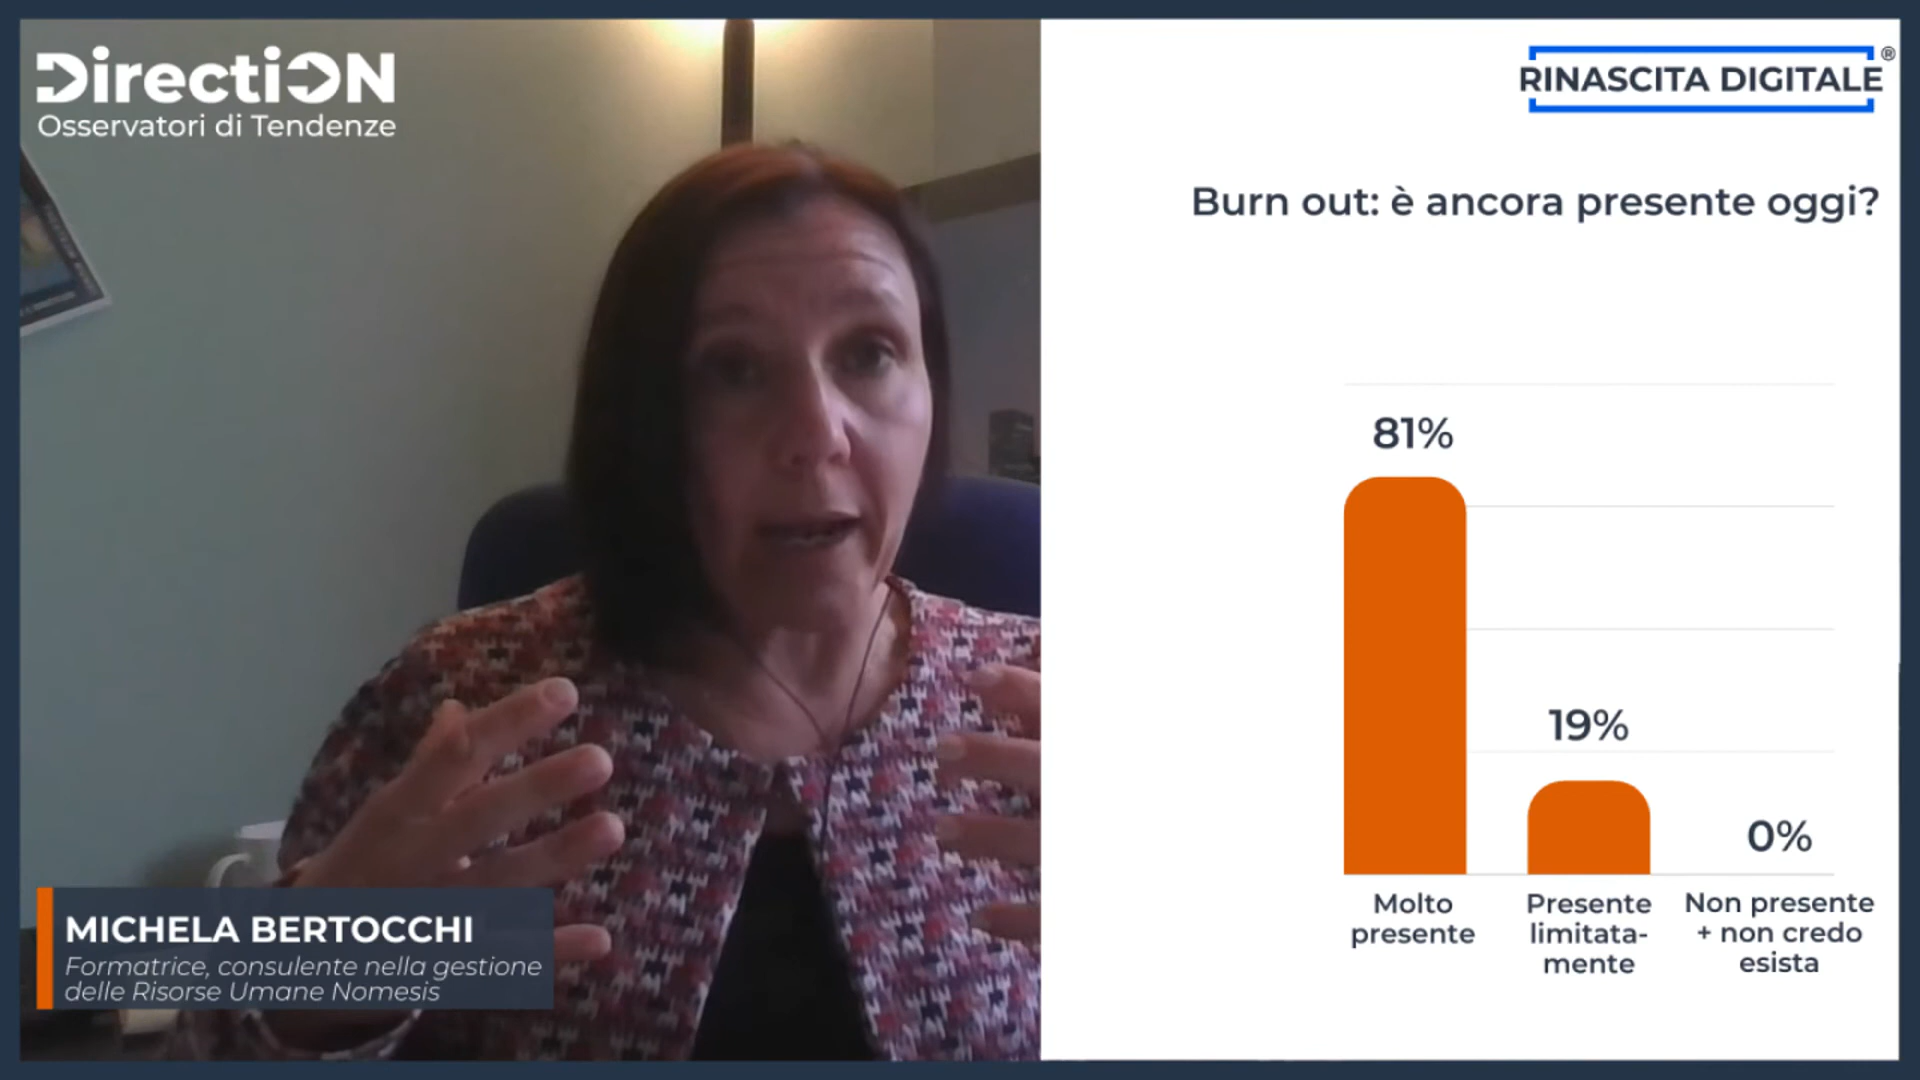 DirectiON
Osservatori di Tendenze
MICHELA BERTOCCHI
Formatrice, consulente nella gestione
delle Risorse Umane Nomesis
RINASCITA DIGITALE®
Burn out: è ancora presente oggi?
81%
19%
0%
Molto
presente
Presente
limitata-
mente
Non presente
+ non credo
esista